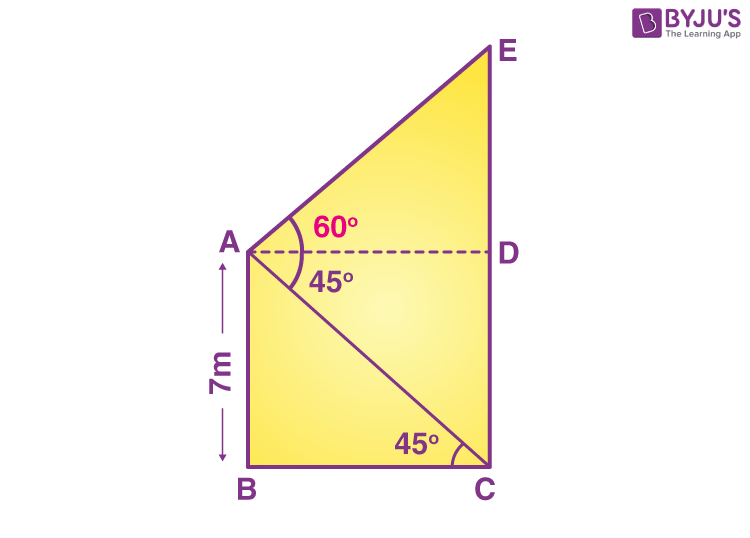 BYJU'S
The Learning App
E
60°
A
D
45°
7m
45°
B
C